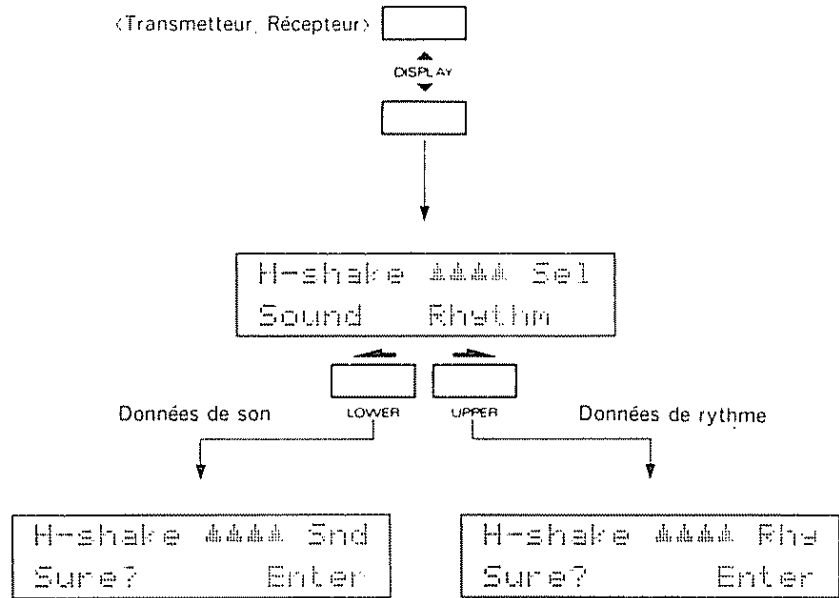 <Transmetteur, Récepteur>
DISPLAY
H-shake Sel
Sound Rhythm
LOWER UPPER
Données de son
Données de rythme
H-shake Snd
Sure? Enter
H-shake Rhy
Sure? Enter